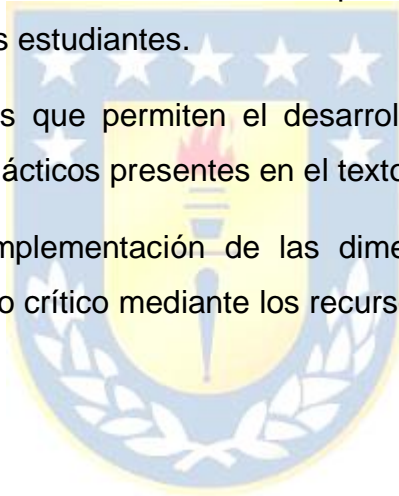 s estudiantes.
s que permiten el desarrol
ácticos presentes en el texto
mplementación de las dime
o crítico mediante los recurs